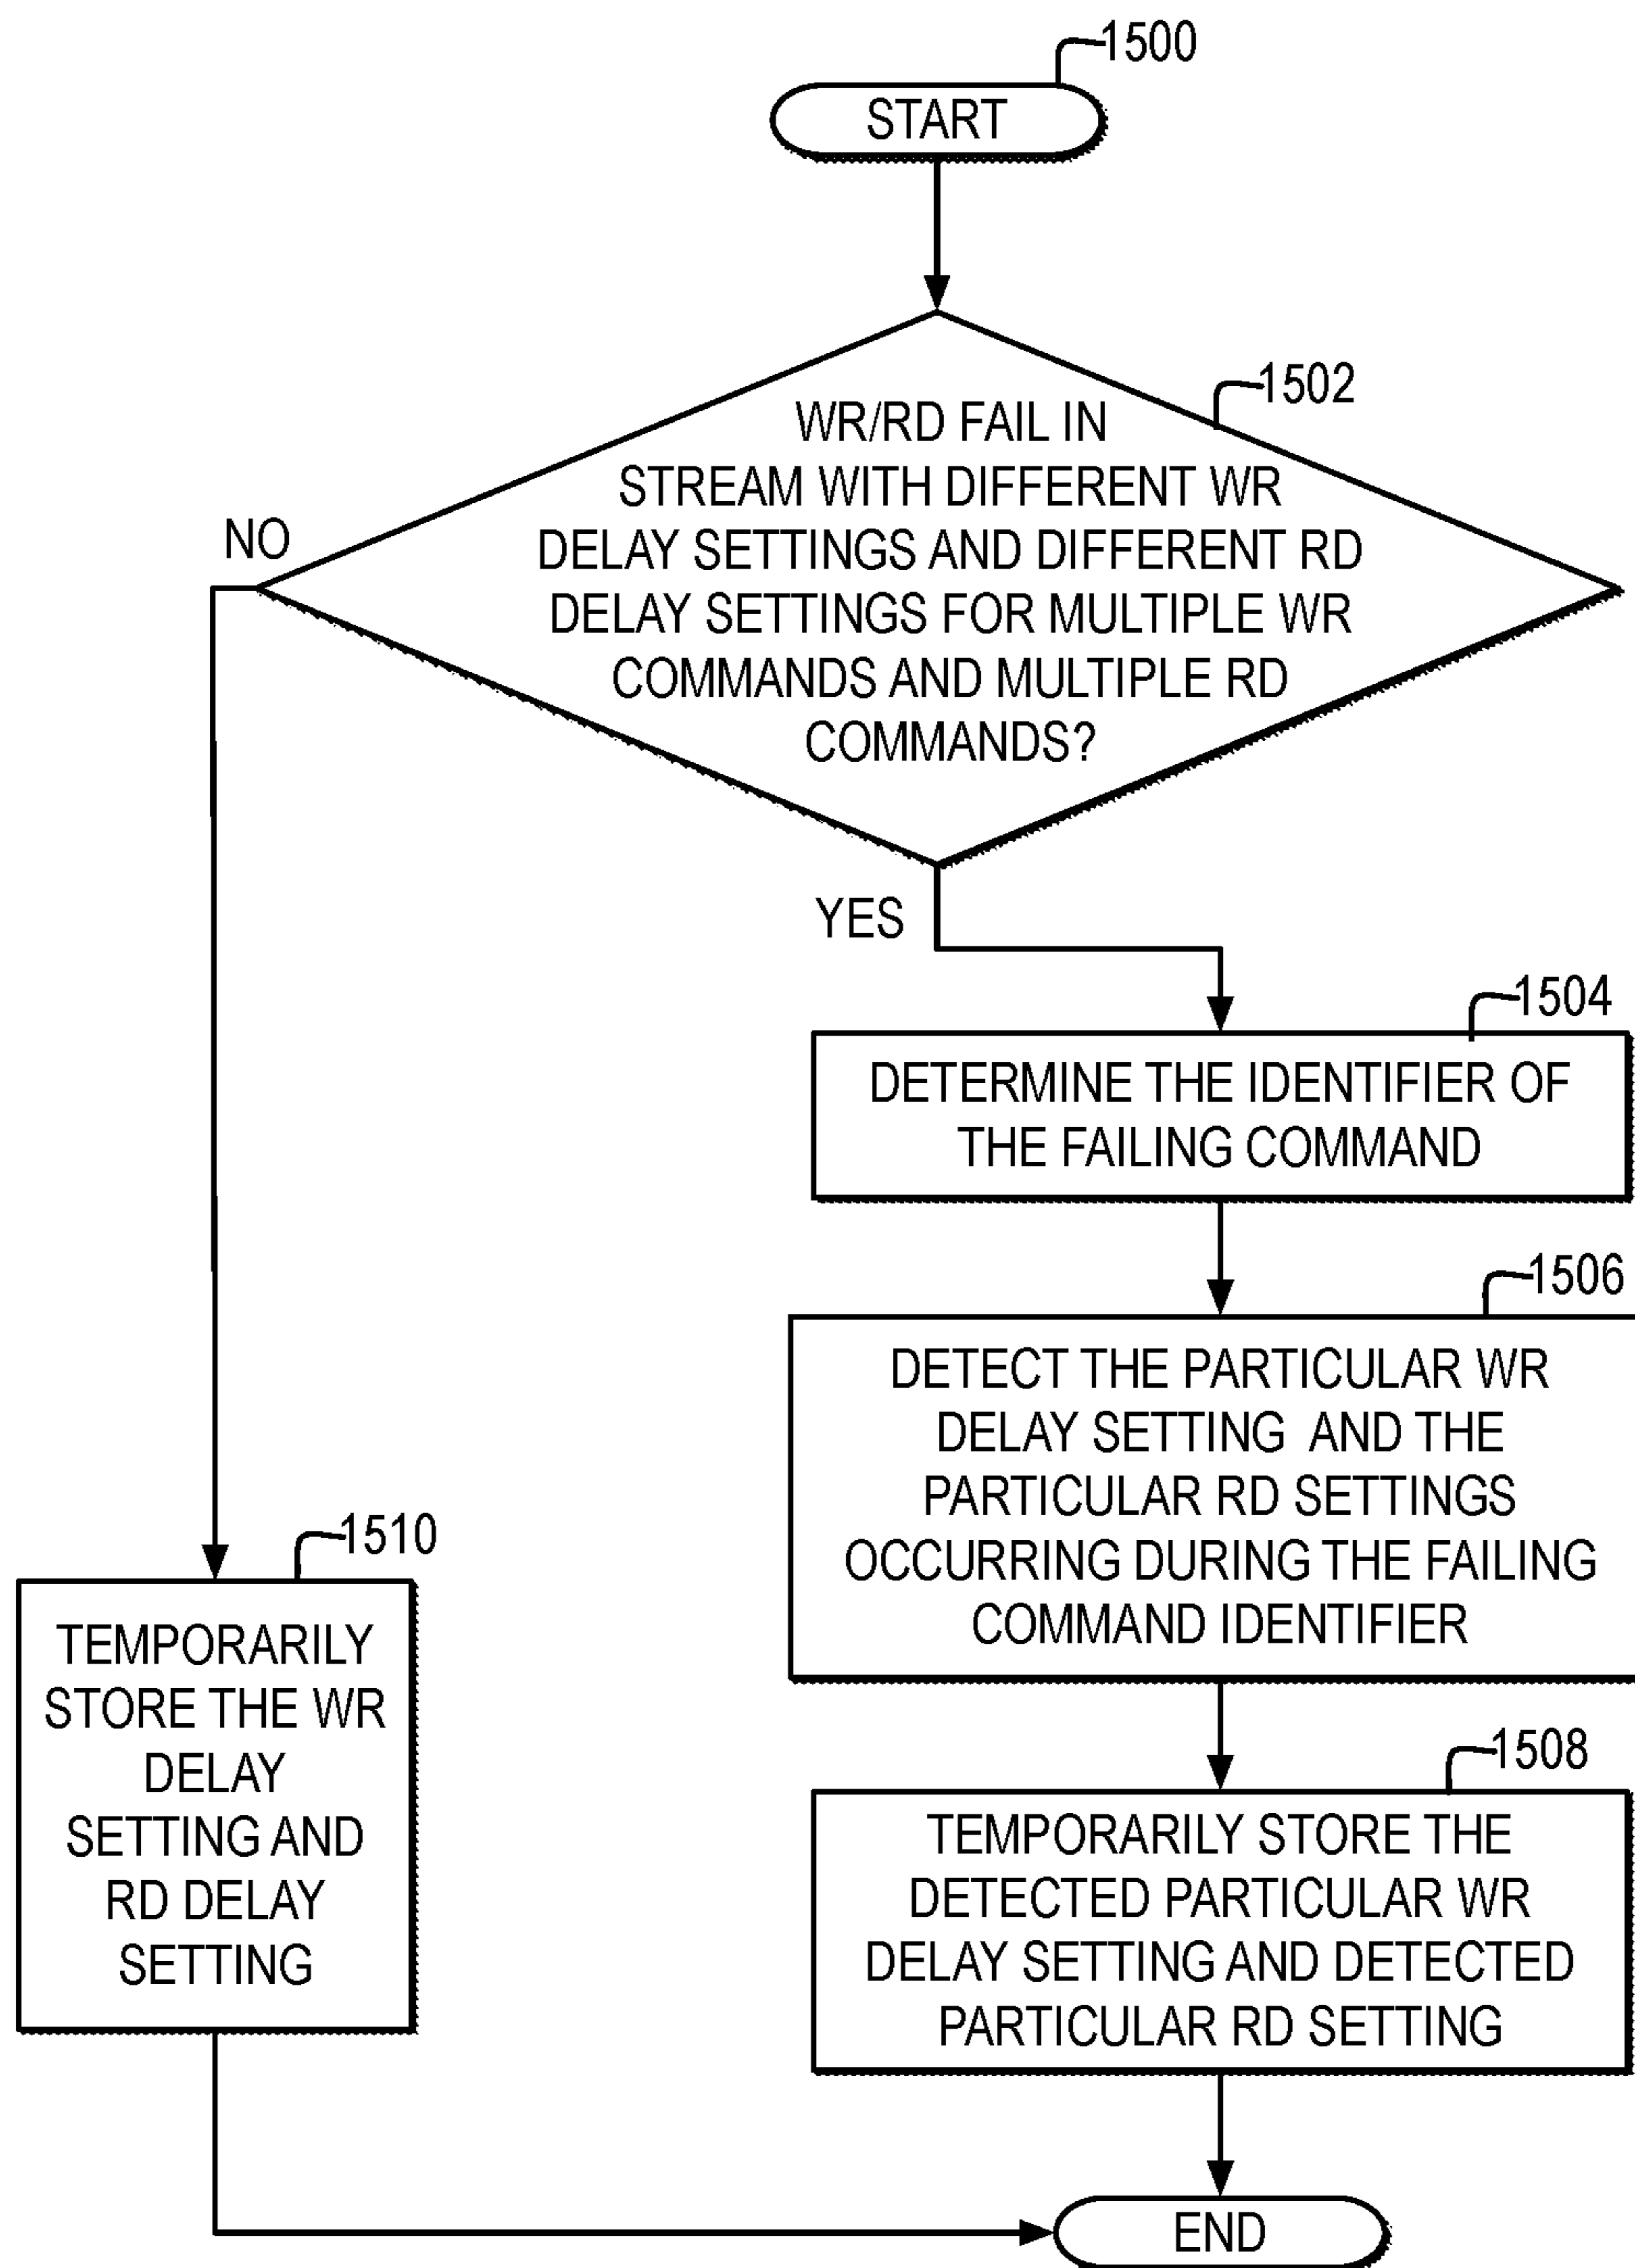 1500
START
1502
WR/RD FAIL IN
STREAM WITH DIFFERENT WR
DELAY SETTINGS AND DIFFERENT RD
DELAY SETTINGS FOR MULTIPLE WR
COMMANDS AND MULTIPLE RD
COMMANDS?
NO
YES
1504
DETERMINE THE IDENTIFIER OF
THE FAILING COMMAND
1506
DETECT THE PARTICULAR WR
DELAY SETTING AND THE
PARTICULAR RD SETTINGS
OCCURRING DURING THE FAILING
COMMAND IDENTIFIER
1510
TEMPORARILY
STORE THE WR
DELAY
SETTING AND
RD DELAY
SETTING
1508
TEMPORARILY STORE THE
DETECTED PARTICULAR WR
DELAY SETTING AND DETECTED
PARTICULAR RD SETTING
END